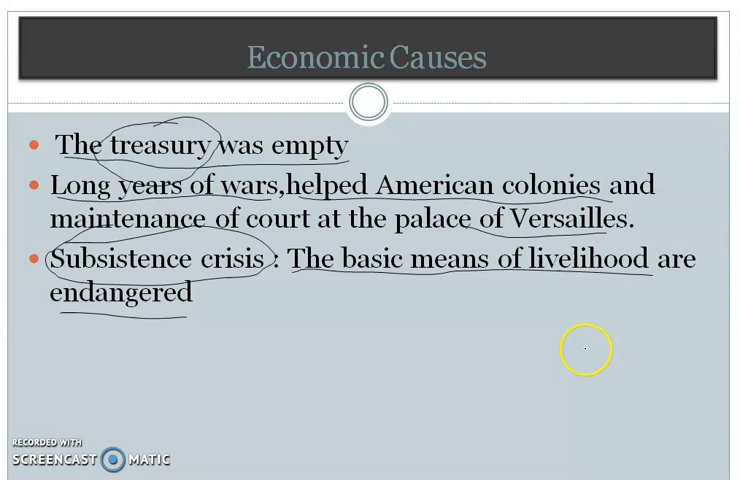 Economic Causes
The treasury was empty
Long years of wars,helped American colonies and
maintenance of court at the palace of Versailles.
Subsistence crisis : The basic means of livelihood are
endangered
RECORDED WITH
SCREENCAST MATIC